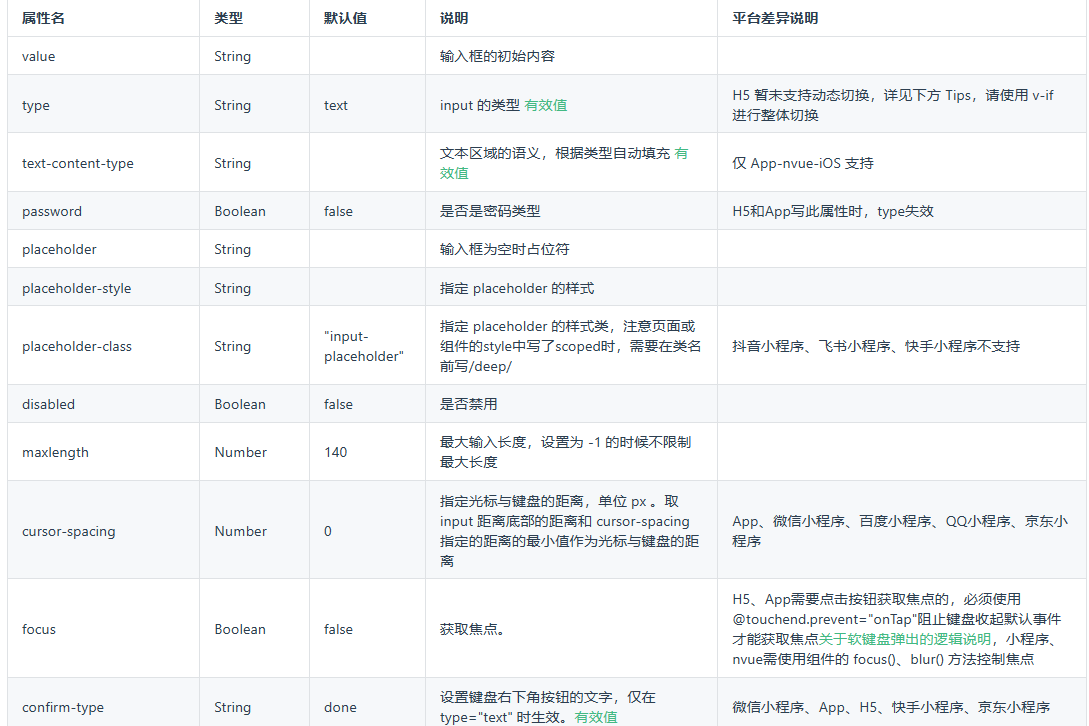 属性名 类型 默认值 说明 平台差异说明
value String 输入框的初始内容
type String text input 的类型 有效值 H5 暂未支持动态切换，详见下方 Tips，请使用 v-if
进行整体切换
text-content-type String 文本区域的语义，根据类型自动填充 有
效值 仅 App-nvue-iOS 支持
password Boolean false 是否是密码类型 H5和App写此属性时，type失效
placeholder String 输入框为空时占位符
placeholder-style String 指定 placeholder 的样式
placeholder-class String "input-
placeholder" 指定 placeholder 的样式类，注意页面或
组件的style中写了scoped时，需要在类名
前写/deep/ 抖音小程序、飞书小程序、快手小程序不支持
disabled Boolean false 是否禁用
maxlength Number 140 最大输入长度，设置为 -1 的时候不限制
最大长度
cursor-spacing Number 0 指定光标与键盘的距离，单位 px 。取
input 距离底部的距离和 cursor-spacing
指定的距离的最小值作为光标与键盘的距
离 App、微信小程序、百度小程序、QQ小程序、京东小
程序
focus Boolean false 获取焦点。 H5、App需要点击按钮获取焦点的，必须使用
@touchend.prevent="onTap"阻止键盘收起默认事件
才能获取焦点关于软键盘弹出的逻辑说明，小程序、
nvue需使用组件的 focus()、blur() 方法控制焦点
confirm-type String done 设置键盘右下角按钮的文字，仅在
type="text" 时生效。有效值 微信小程序、App、H5、快手小程序、京东小程序